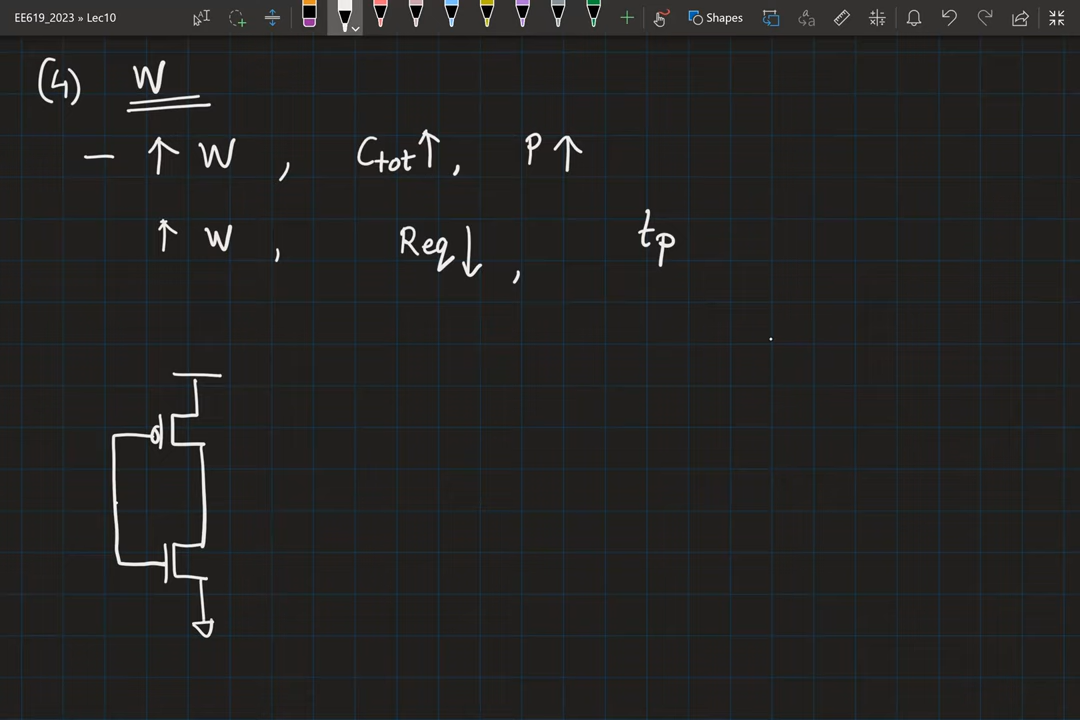 EE619_2023 » Lec10
Shapes
(4) W
— ↑ W , Ctot ↑ , P ↑
↑ W , Req ↓ , tp